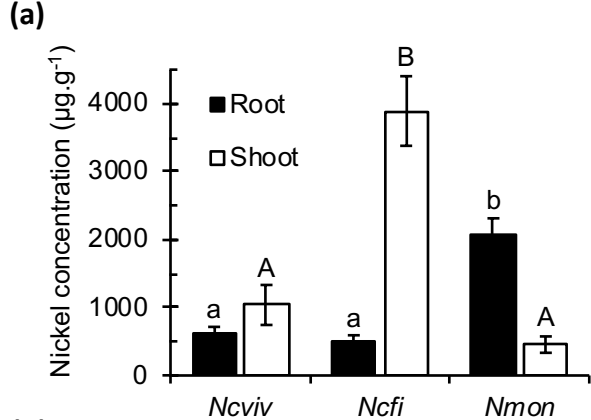 (a)
Nickel concentration (µg.g⁻¹)
4000
3000
2000
1000
0
Root
Shoot
a
A
a
B
b
A
Ncviv
Ncfi
Nmon